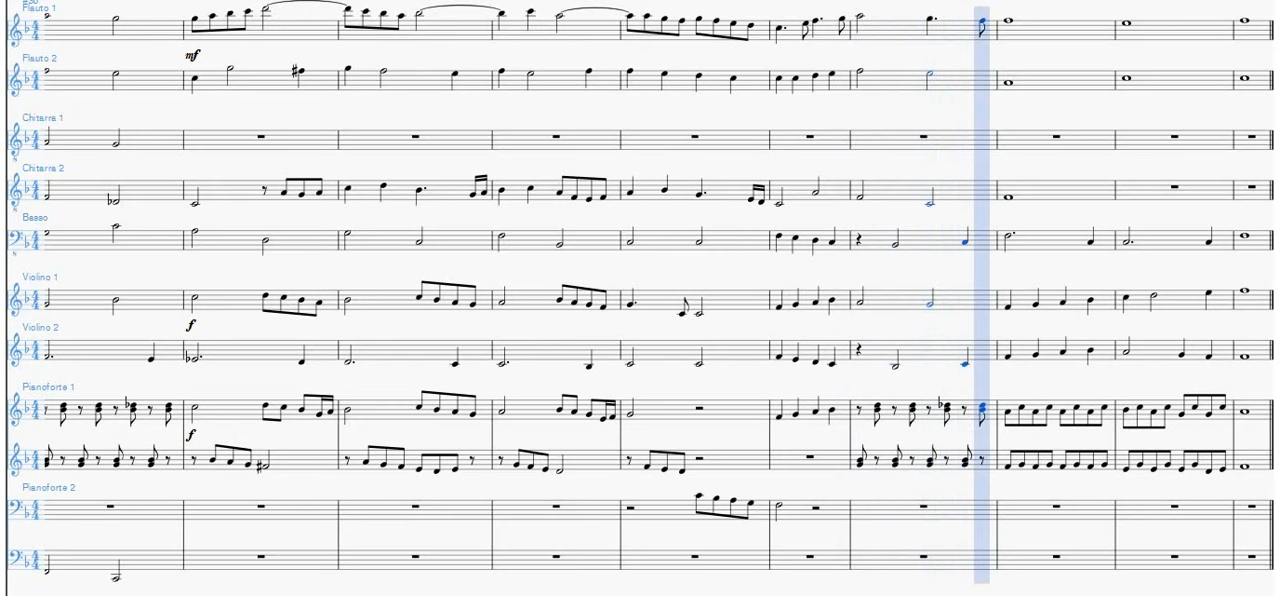 Flauto 1
mf
Flauto 2
Chitarra 1
Chitarra 2
Basso
Violino 1
f
Violino 2
Pianoforte 1
f
Pianoforte 2